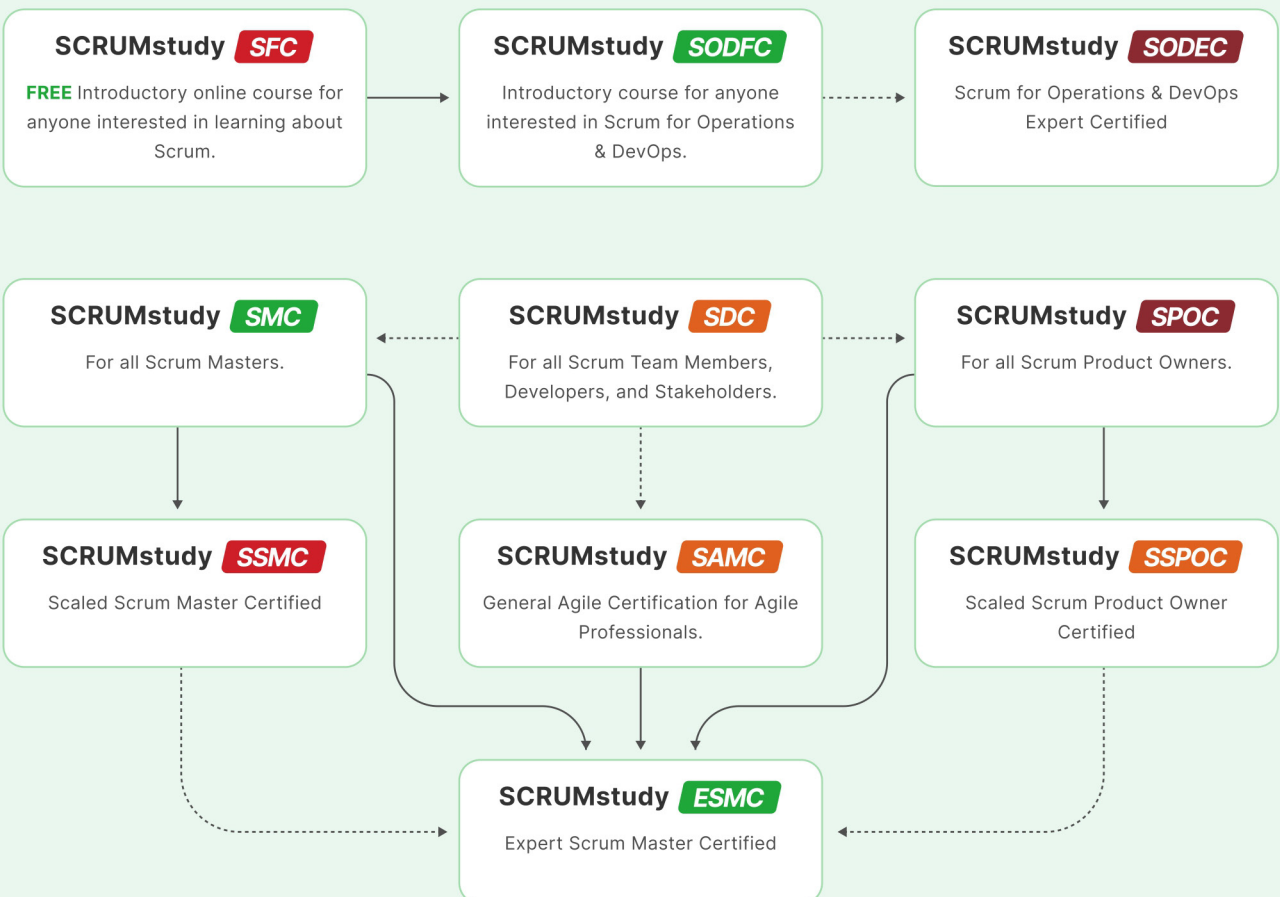 SCRUMstudy SFC
FREE Introductory online course for
anyone interested in learning about
Scrum.
SCRUMstudy SODFC
Introductory course for anyone
interested in Scrum for Operations
& DevOps.
SCRUMstudy SODEC
Scrum for Operations & DevOps
Expert Certified
SCRUMstudy SMC
For all Scrum Masters.
SCRUMstudy SDC
For all Scrum Team Members,
Developers, and Stakeholders.
SCRUMstudy SPOC
For all Scrum Product Owners.
SCRUMstudy SSMC
Scaled Scrum Master Certified
SCRUMstudy SAMC
General Agile Certification for Agile
Professionals.
SCRUMstudy SSPOC
Scaled Scrum Product Owner
Certified
SCRUMstudy ESMC
Expert Scrum Master Certified